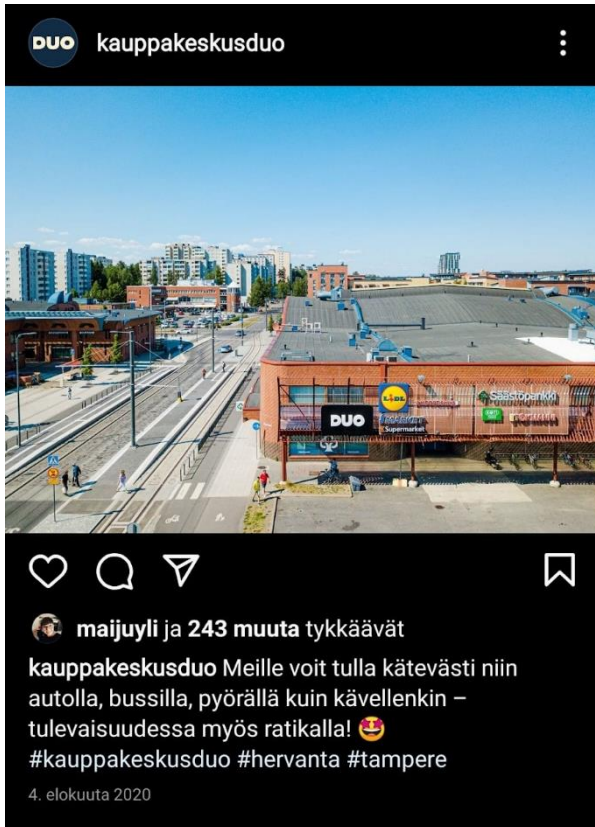 DUO
kauppakeskusduo
LIDL
Säästöpankki
DUO
Supermarket
maijuyli ja 243 muuta tykkäävät
kauppakeskusduo Meille voit tulla kätevästi niin
autolla, bussilla, pyörällä kuin kävellenkin –
tulevaisuudessa myös ratikalla! 🤩
#kauppakeskusduo #hervanta #tampere
4. elokuuta 2020